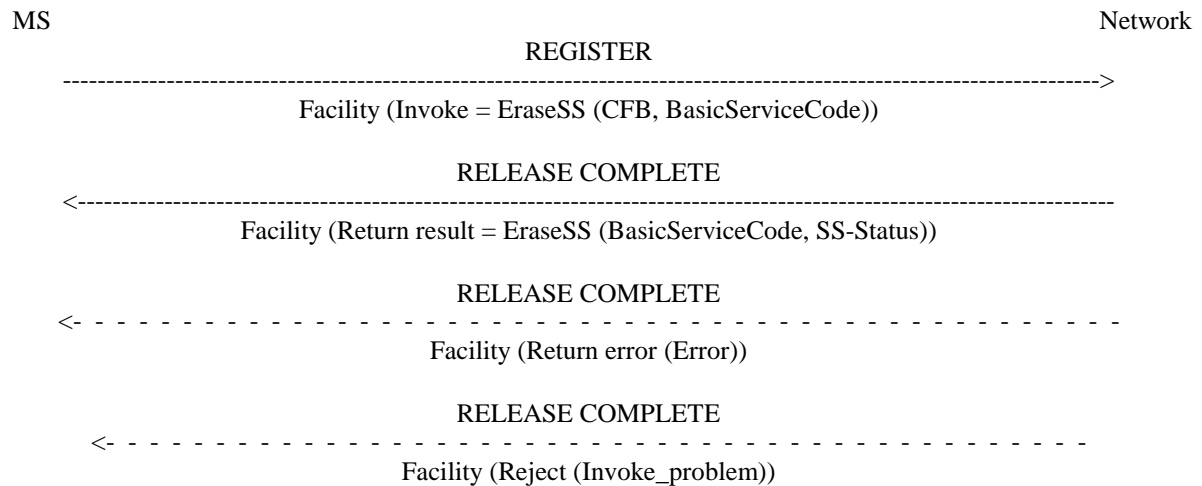 MS Network
REGISTER
------------------------------------------------------------------------------------------------------------------------>
Facility (Invoke = EraseSS (CFB, BasicServiceCode))
RELEASE COMPLETE
<------------------------------------------------------------------------------------------------------------------------
Facility (Return result = EraseSS (BasicServiceCode, SS-Status))
RELEASE COMPLETE
<- - - - - - - - - - - - - - - - - - - - - - - - - - - - - - - - - - - - - - - - - - - - - - - - - - - - - - - - -
Facility (Return error (Error))
RELEASE COMPLETE
<- - - - - - - - - - - - - - - - - - - - - - - - - - - - - - - - - - - - - - - - - - - - - - - - - - - - - -
Facility (Reject (Invoke_problem))